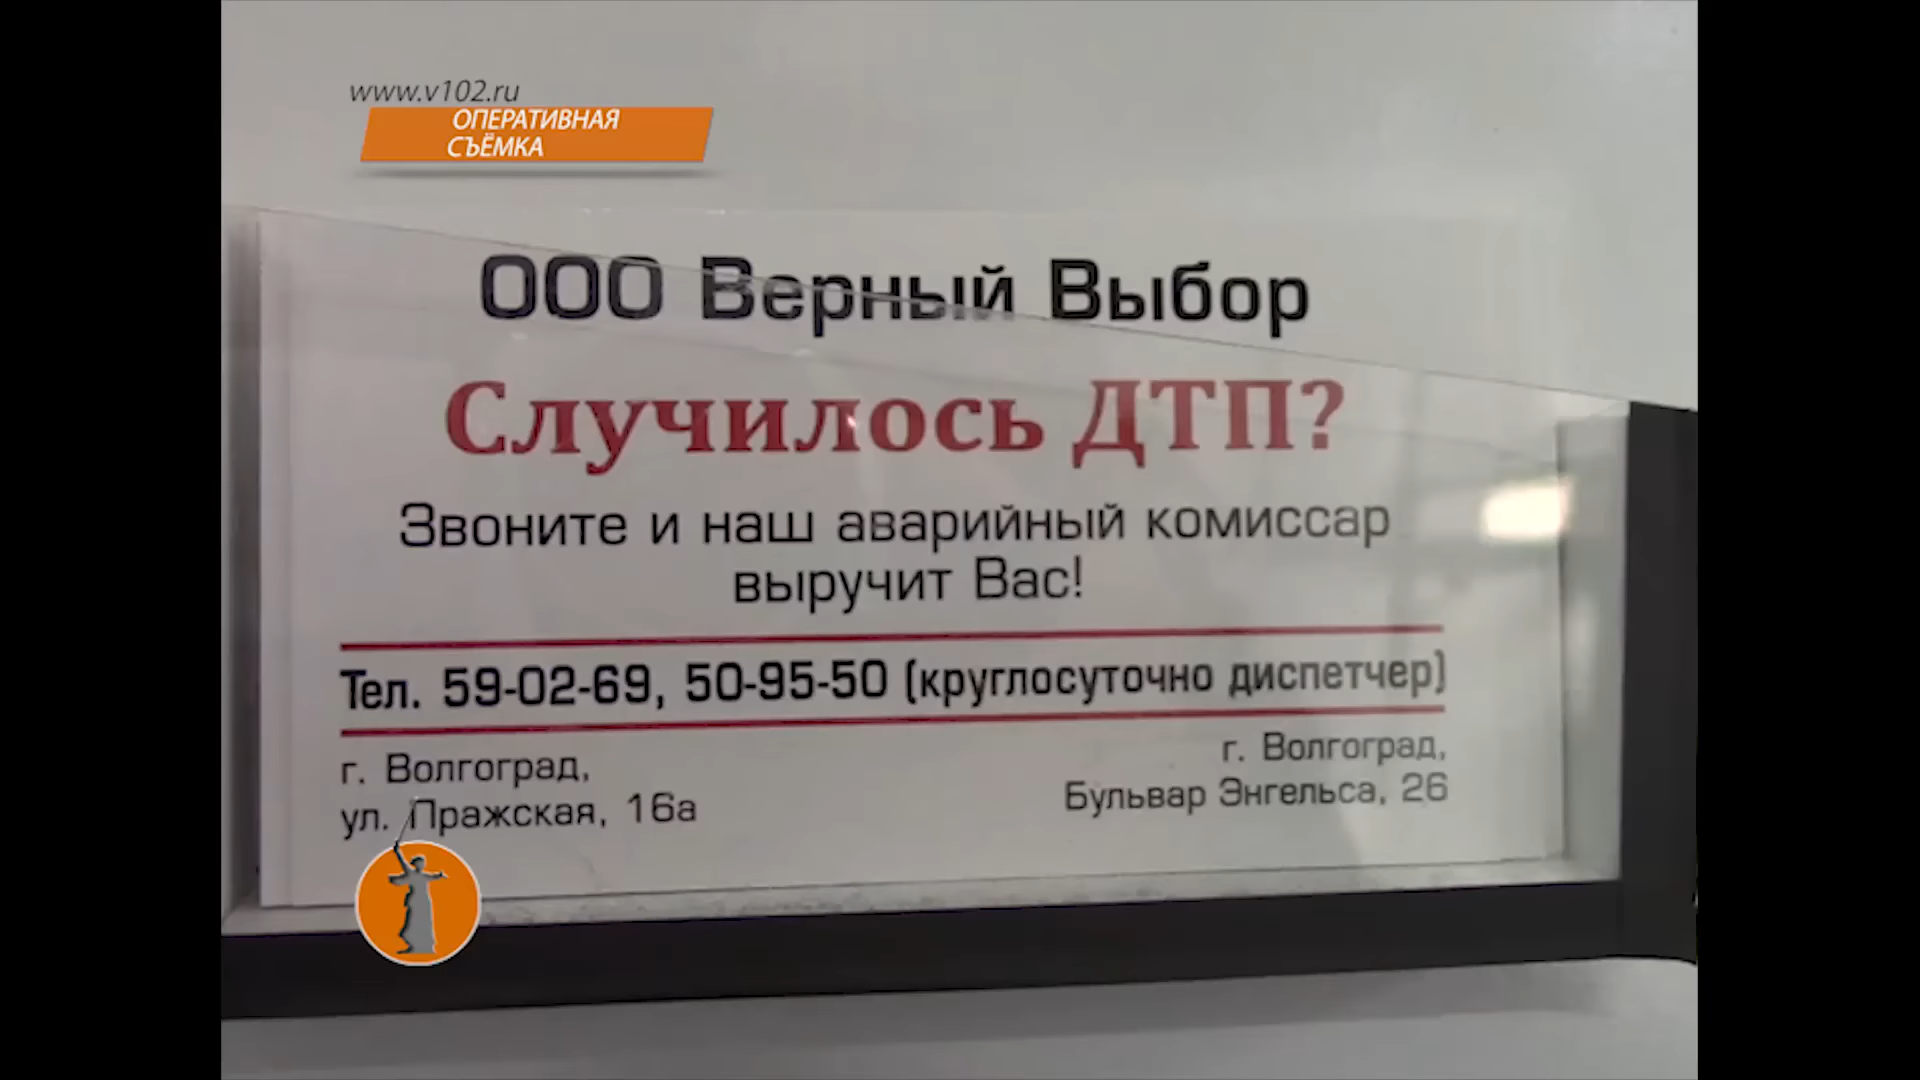 www.v102.ru
ОПЕРАТИВНАЯ
СЪЁМКА
ООО Верный Выбор
Случилось ДТП?
Звоните и наш аварийный комиссар
выручит Вас!
Тел. 59-02-69, 50-95-50 (круглосуточно диспетчер)
г. Волгоград,
ул. Пражская, 16а
г. Волгоград,
Бульвар Энгельса, 26